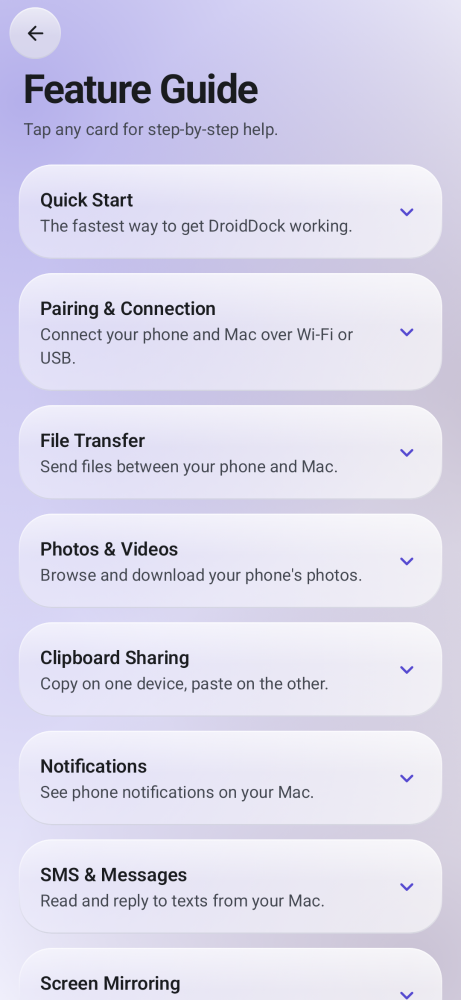 Feature Guide
Tap any card for step-by-step help.
Quick Start
The fastest way to get DroidDock working.
Pairing & Connection
Connect your phone and Mac over Wi-Fi or
USB.
File Transfer
Send files between your phone and Mac.
Photos & Videos
Browse and download your phone's photos.
Clipboard Sharing
Copy on one device, paste on the other.
Notifications
See phone notifications on your Mac.
SMS & Messages
Read and reply to texts from your Mac.
Screen Mirroring